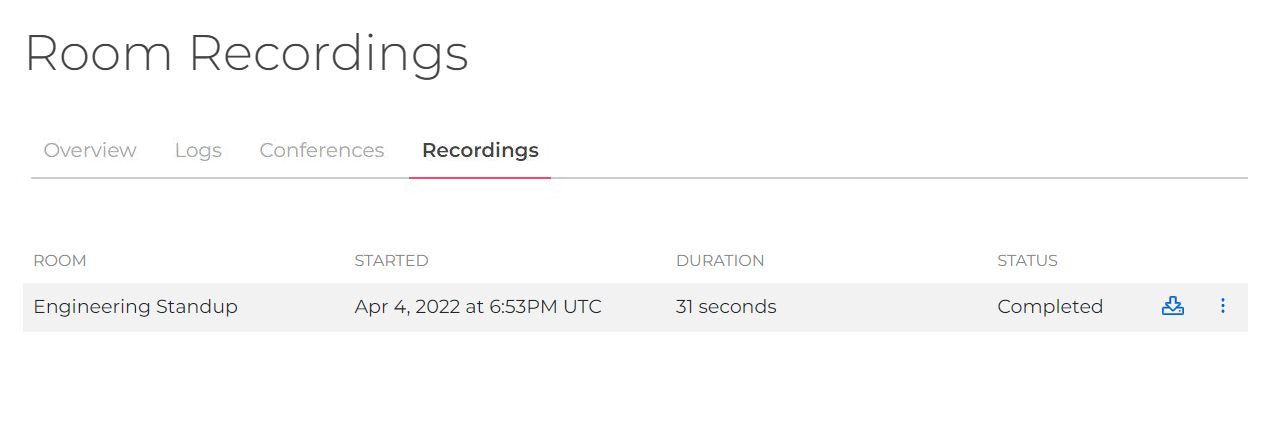 Room Recordings
Overview Logs Conferences Recordings
ROOM STARTED DURATION STATUS
Engineering Standup Apr 4, 2022 at 6:53PM UTC 31 seconds Completed